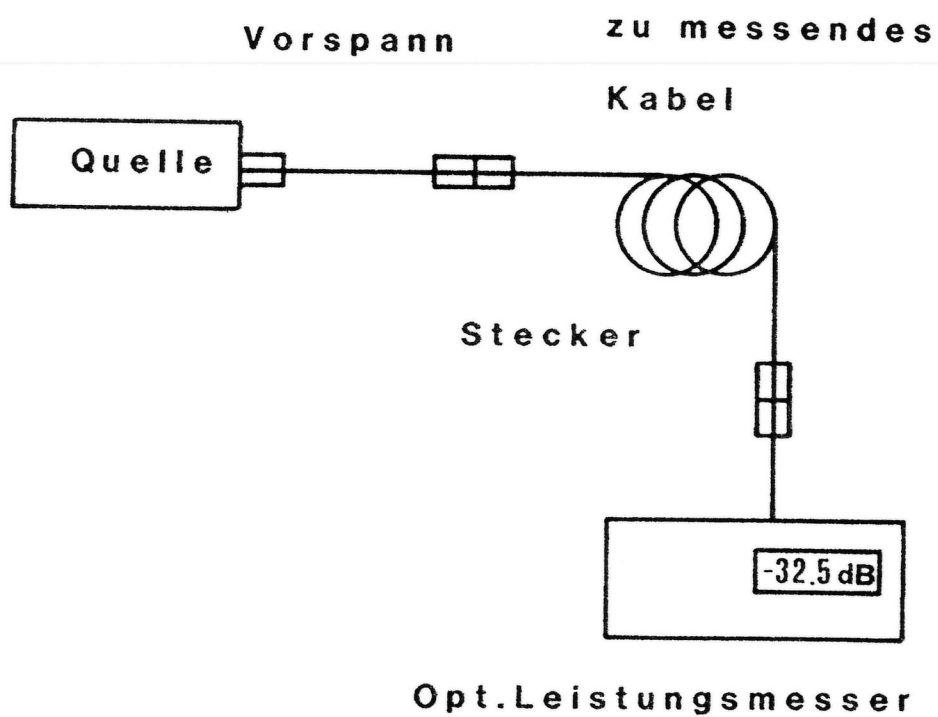 Vorspann
zu messendes
Kabel
Quelle
Stecker
-32.5 dB
Opt.Leistungsmesser